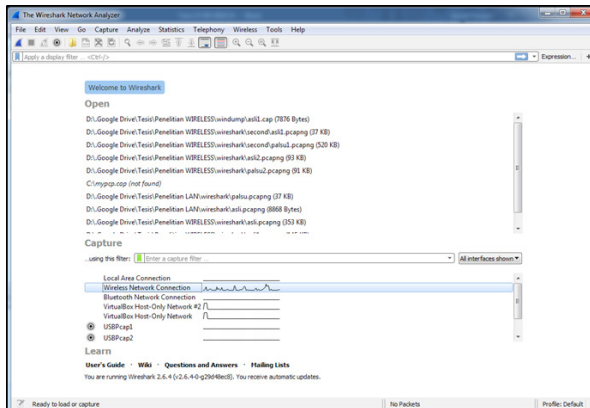 The Wireshark Network Analyzer
File Edit View Go Capture Analyze Statistics Telephony Wireless Tools Help
Apply a display filter ... <Ctrl-/>
Expression...
Welcome to Wireshark
Open
D:\.Google Drive\Tesis\Penelitian WIRELESS\windump\asli1.cap (7876 Bytes)
D:\.Google Drive\Tesis\Penelitian WIRELESS\wireshark\second\asli1.pcapng (37 KB)
D:\.Google Drive\Tesis\Penelitian WIRELESS\wireshark\second\palsu1.pcapng (520 KB)
D:\.Google Drive\Tesis\Penelitian WIRELESS\wireshark\asli2.pcapng (93 KB)
D:\.Google Drive\Tesis\Penelitian WIRELESS\wireshark\palsu2.pcapng (91 KB)
C:\mypcp.cap (not found)
D:\.Google Drive\Tesis\Penelitian LAN\wireshark\palsu.pcapng (37 KB)
D:\.Google Drive\Tesis\Penelitian LAN\wireshark\asli.pcapng (8868 Bytes)
D:\.Google Drive\Tesis\Penelitian WIRELESS\wireshark\asli.pcapng (353 KB)
Capture
...using this filter: Enter a capture filter ... All interfaces shown
Local Area Connection
Wireless Network Connection
Bluetooth Network Connection
VirtualBox Host-Only Network #2
VirtualBox Host-Only Network
USBPcap1
USBPcap2
Learn
User's Guide · Wiki · Questions and Answers · Mailing Lists
You are running Wireshark 2.6.4 (v2.6.4-0-g29d48ec8). You receive automatic updates.
Ready to load or capture
No Packets
Profile: Default